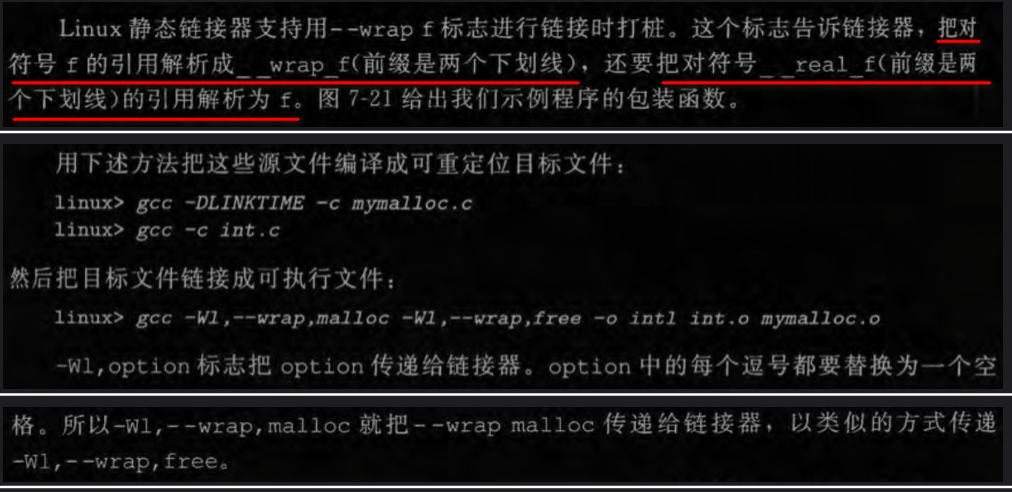 Linux 静态链接器支持用--wrap f 标志进行链接时打桩。这个标志告诉链接器，把对
符号 f 的引用解析成__wrap_f(前缀是两个下划线)，还要把对符号__real_f(前缀是两
个下划线)的引用解析为 f。图 7-21 给出我们示例程序的包装函数。
用下述方法把这些源文件编译成可重定位目标文件：
linux> gcc -DLINKTIME -c mymalloc.c
linux> gcc -c int.c
然后把目标文件链接成可执行文件：
linux> gcc -Wl,--wrap,malloc -Wl,--wrap,free -o intl int.o mymalloc.o
-Wl,option 标志把 option 传递给链接器。option 中的每个逗号都要替换为一个空
格。所以-Wl,--wrap,malloc 就把--wrap malloc 传递给链接器，以类似的方式传递
-Wl,--wrap,free。